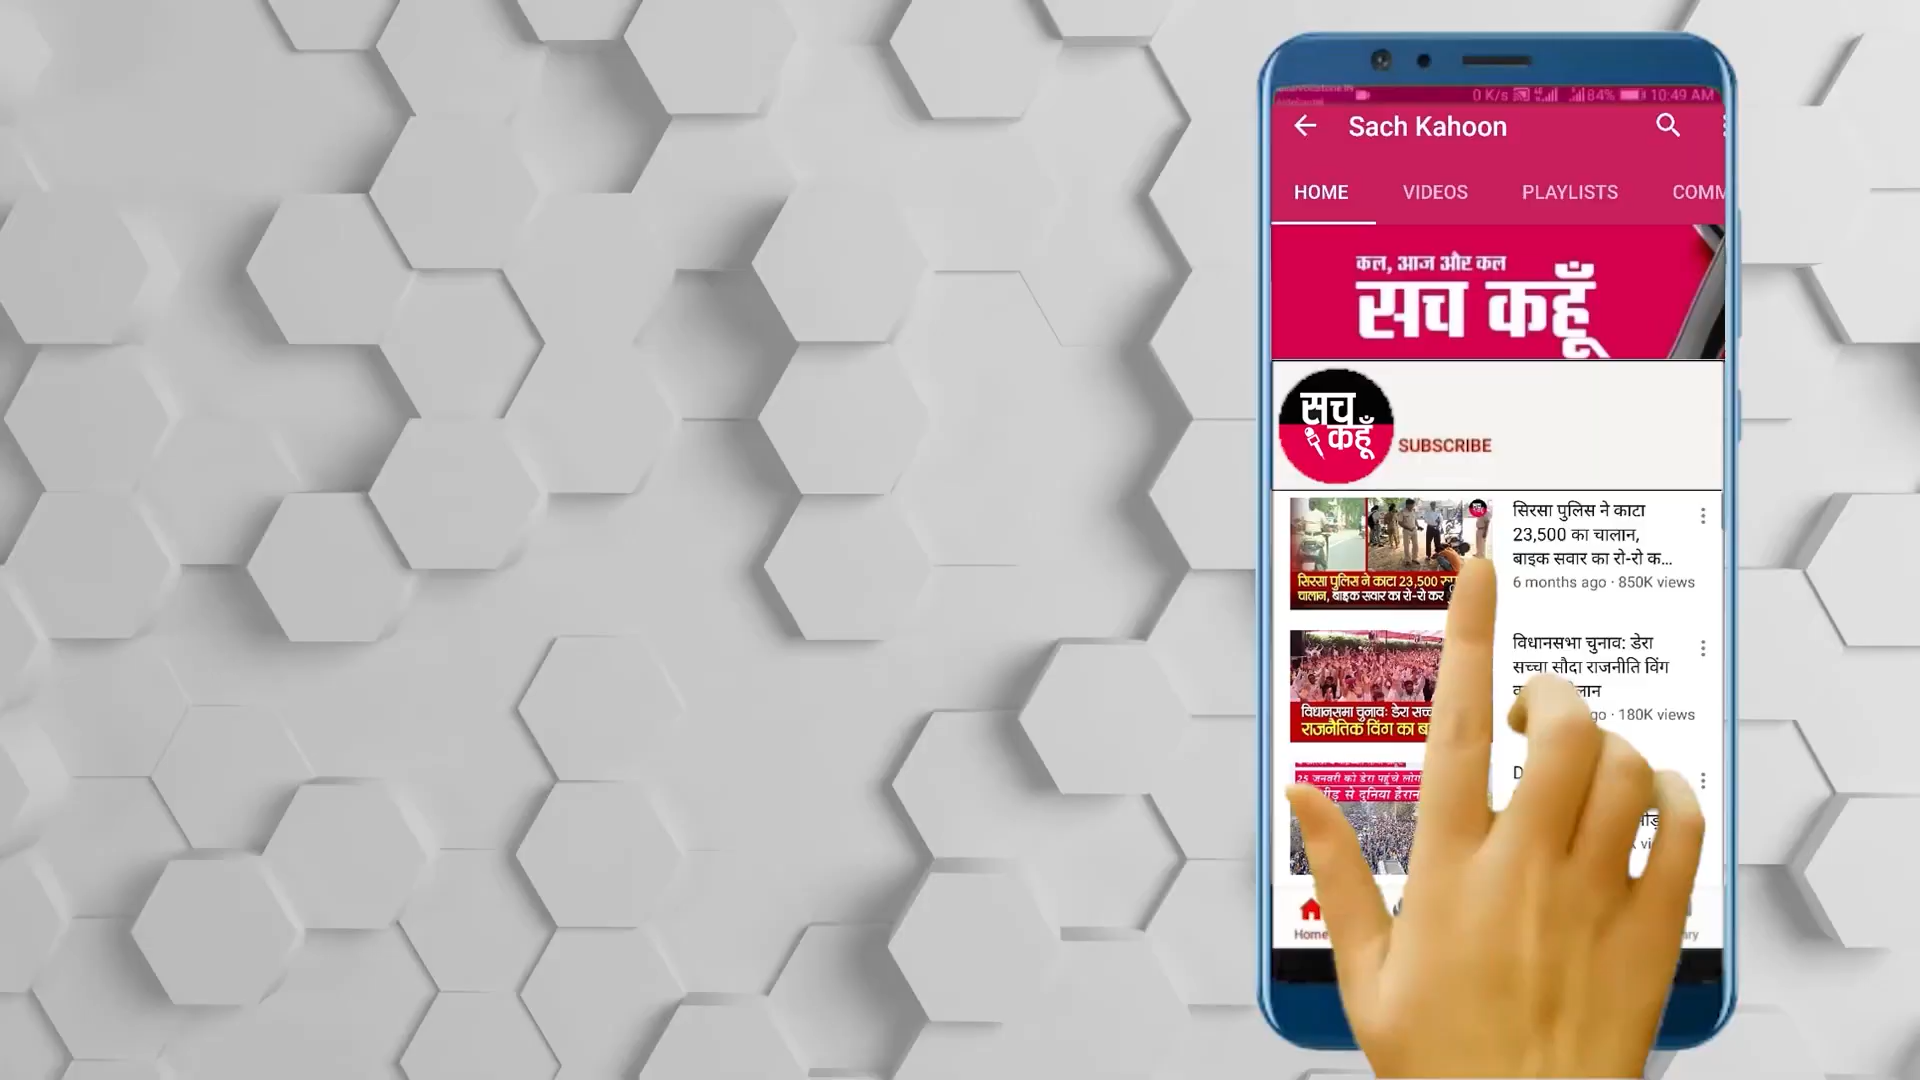 0 K/s 84% 10:49 AM
Sach Kahoon
HOME VIDEOS PLAYLISTS COMM
कल, आज और कल
सच कहूँ
सच
कहूँ
SUBSCRIBE
सिरसा पुलिस ने काटा 23,500
चालान, बाइक सवार का रो-रो कर
सिरसा पुलिस ने काटा
23,500 का चालान,
बाइक सवार का रो-रो क...
6 months ago · 850K views
विधानसभा चुनाव: डेरा
राजनैतिक विंग का
विधानसभा चुनाव: डेरा
सच्चा सौदा राजनीति विंग
go · 180K views
25 जनवरी को डेरा पहुंचे
से दुनिया हैरान
Home